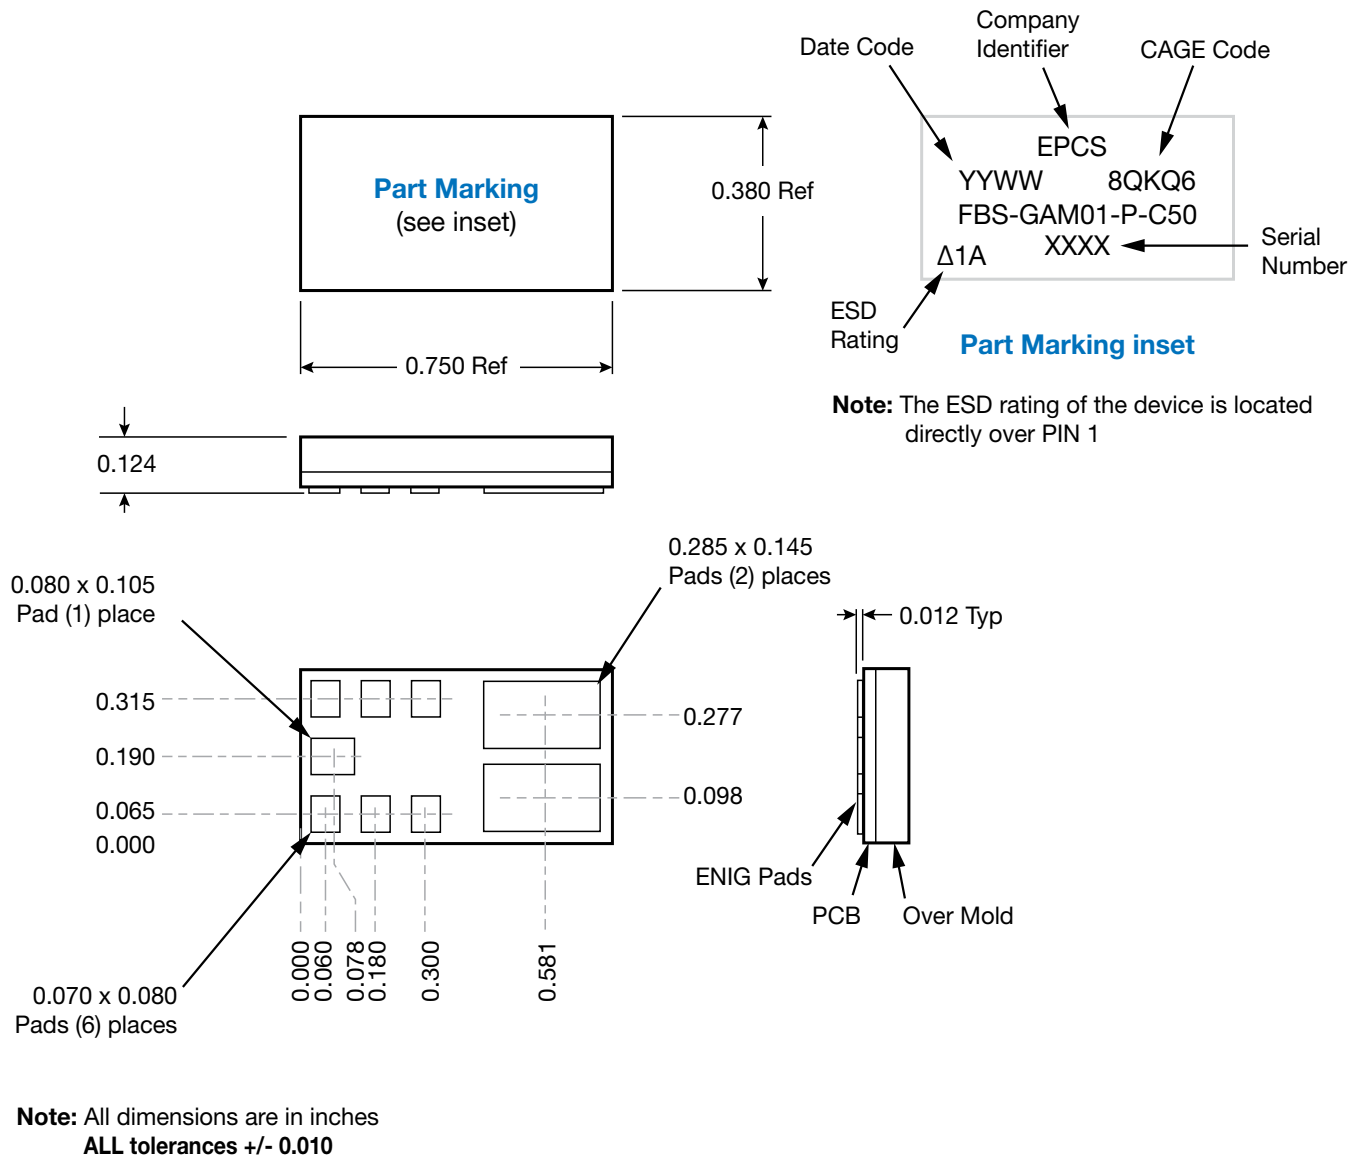 Company
Identifier
Date Code
CAGE Code
EPCS
YYWW 8QKQ6
FBS-GAM01-P-C50
XXXX
Δ1A
Serial
Number
ESD
Rating
Part Marking inset
Note: The ESD rating of the device is located
directly over PIN 1
Part Marking
(see inset)
0.380 Ref
0.750 Ref
0.124
0.285 x 0.145
Pads (2) places
0.080 x 0.105
Pad (1) place
0.012 Typ
0.315
0.190
0.065
0.000
0.277
0.098
ENIG Pads
PCB
Over Mold
0.000
0.060
0.078
0.180
0.300
0.581
0.070 x 0.080
Pads (6) places
Note: All dimensions are in inches
ALL tolerances +/- 0.010